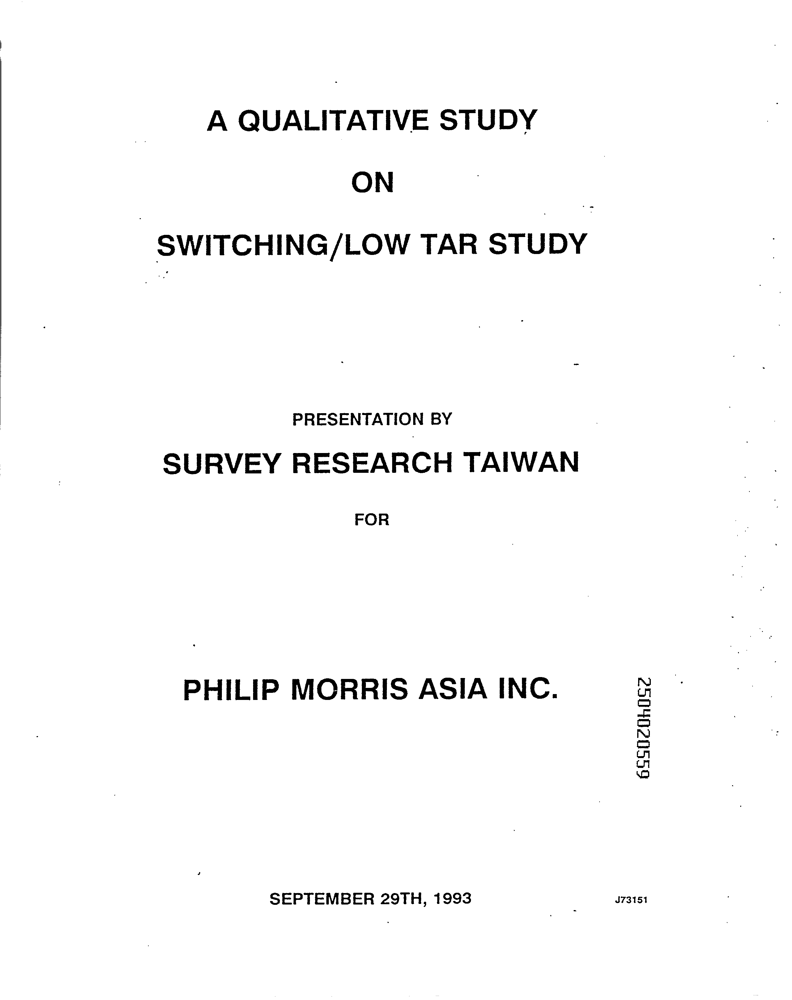 A QUALITATIVE STUDY
ON
SWITCHING/LOW TAR STUDY
PRESENTATION BY
SURVEY RESEARCH TAIWAN
FOR
PHILIP MORRIS ASIA INC.
2504020559
SEPTEMBER 29TH, 1993
J73151